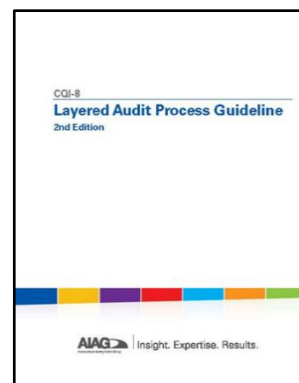 CQI-8
Layered Audit Process Guideline
2nd Edition
AIAG
Insight. Expertise. Results.